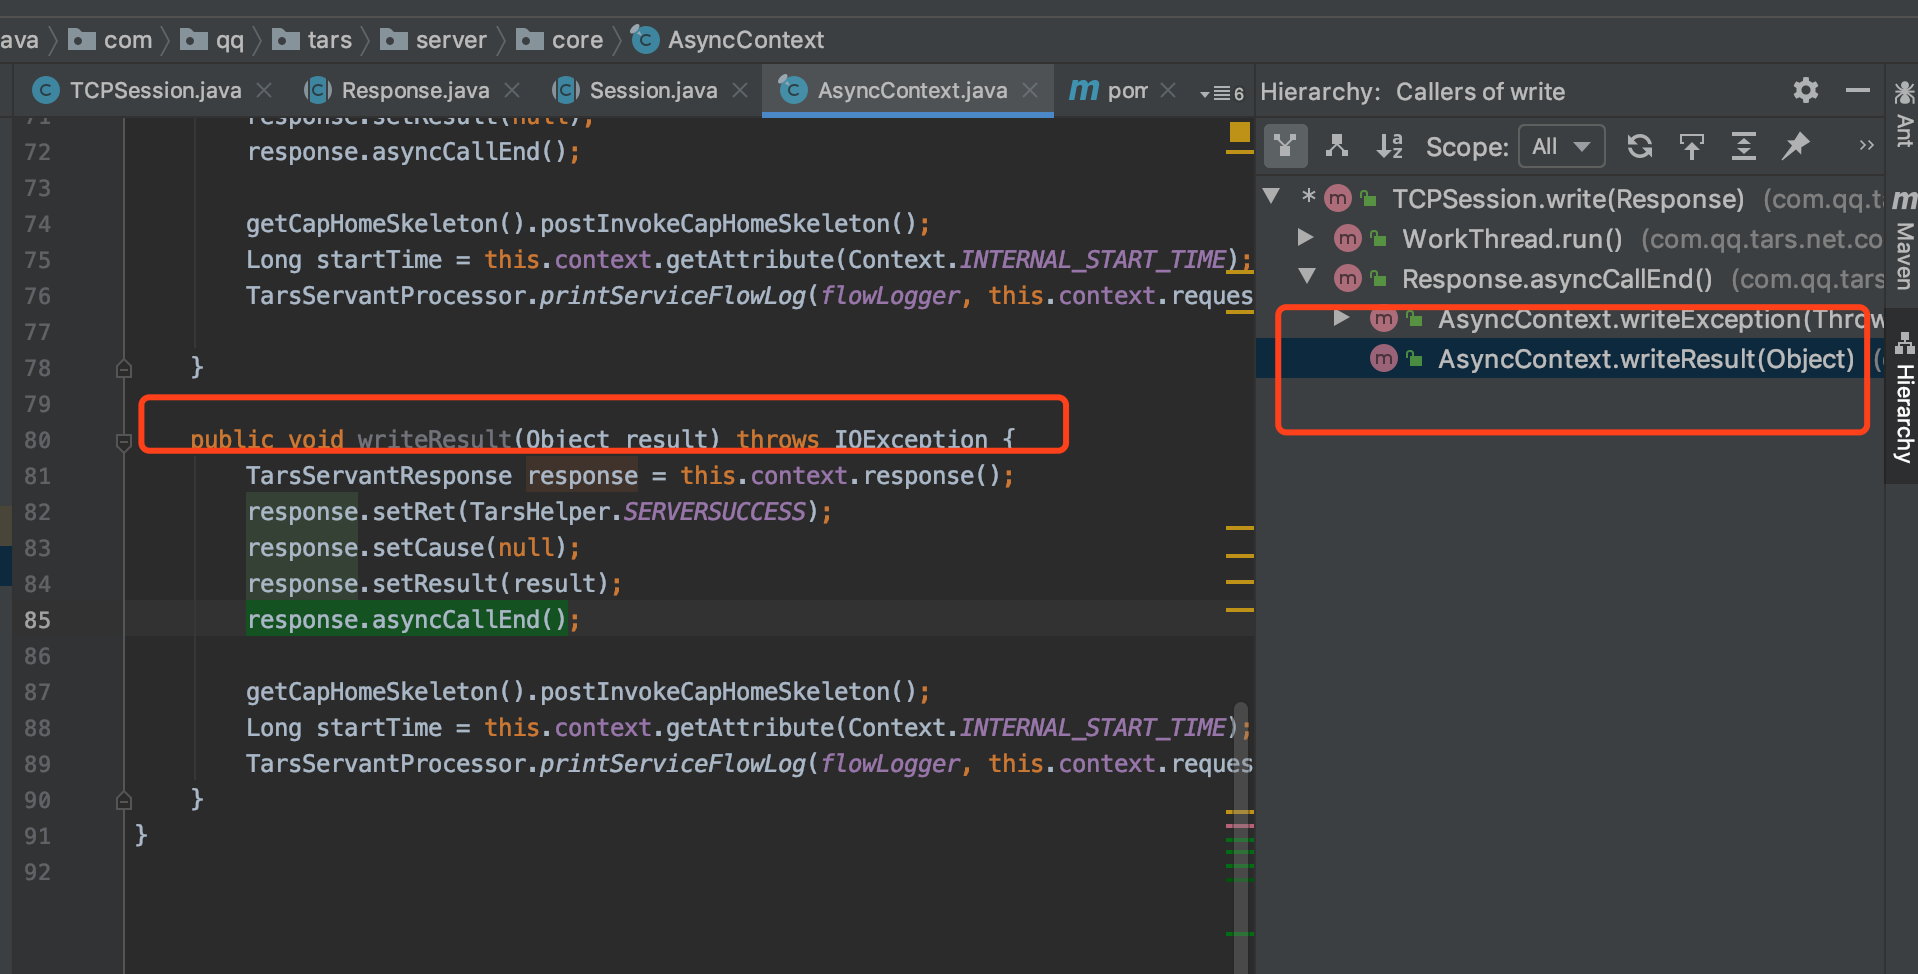 ava com qq tars server core AsyncContext
TCPSession.java Response.java Session.java AsyncContext.java pom 6
Hierarchy: Callers of write
Scope: All
71 response.setResult(null);
72 response.asyncCallEnd();
73
74 getCapHomeSkeleton().postInvokeCapHomeSkeleton();
75 Long startTime = this.context.getAttribute(Context.INTERNAL_START_TIME);
76 TarsServantProcessor.printServiceFlowLog(flowLogger, this.context.reques
77
78 }
79
80 public void writeResult(Object result) throws IOException {
81 TarsServantResponse response = this.context.response();
82 response.setRet(TarsHelper.SERVERSUCCESS);
83 response.setCause(null);
84 response.setResult(result);
85 response.asyncCallEnd();
86
87 getCapHomeSkeleton().postInvokeCapHomeSkeleton();
88 Long startTime = this.context.getAttribute(Context.INTERNAL_START_TIME);
89 TarsServantProcessor.printServiceFlowLog(flowLogger, this.context.reques
90 }
91 }
92
* TCPSession.write(Response) (com.qq.t
WorkThread.run() (com.qq.tars.net.co
Response.asyncCallEnd() (com.qq.tars
AsyncContext.writeException(Throw
AsyncContext.writeResult(Object) (
Ant
Maven
Hierarchy